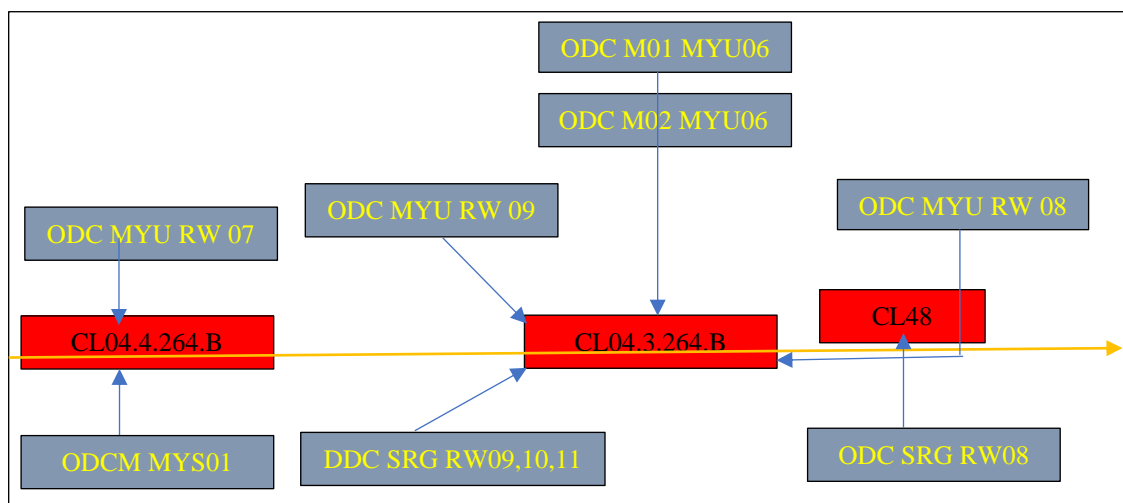 ODC M01 MYU06
ODC M02 MYU06
ODC MYU RW 07
ODC MYU RW 09
ODC MYU RW 08
CL04.4.264.B
CL04.3.264.B
CL48
ODCM MYS01
DDC SRG RW09,10,11
ODC SRG RW08